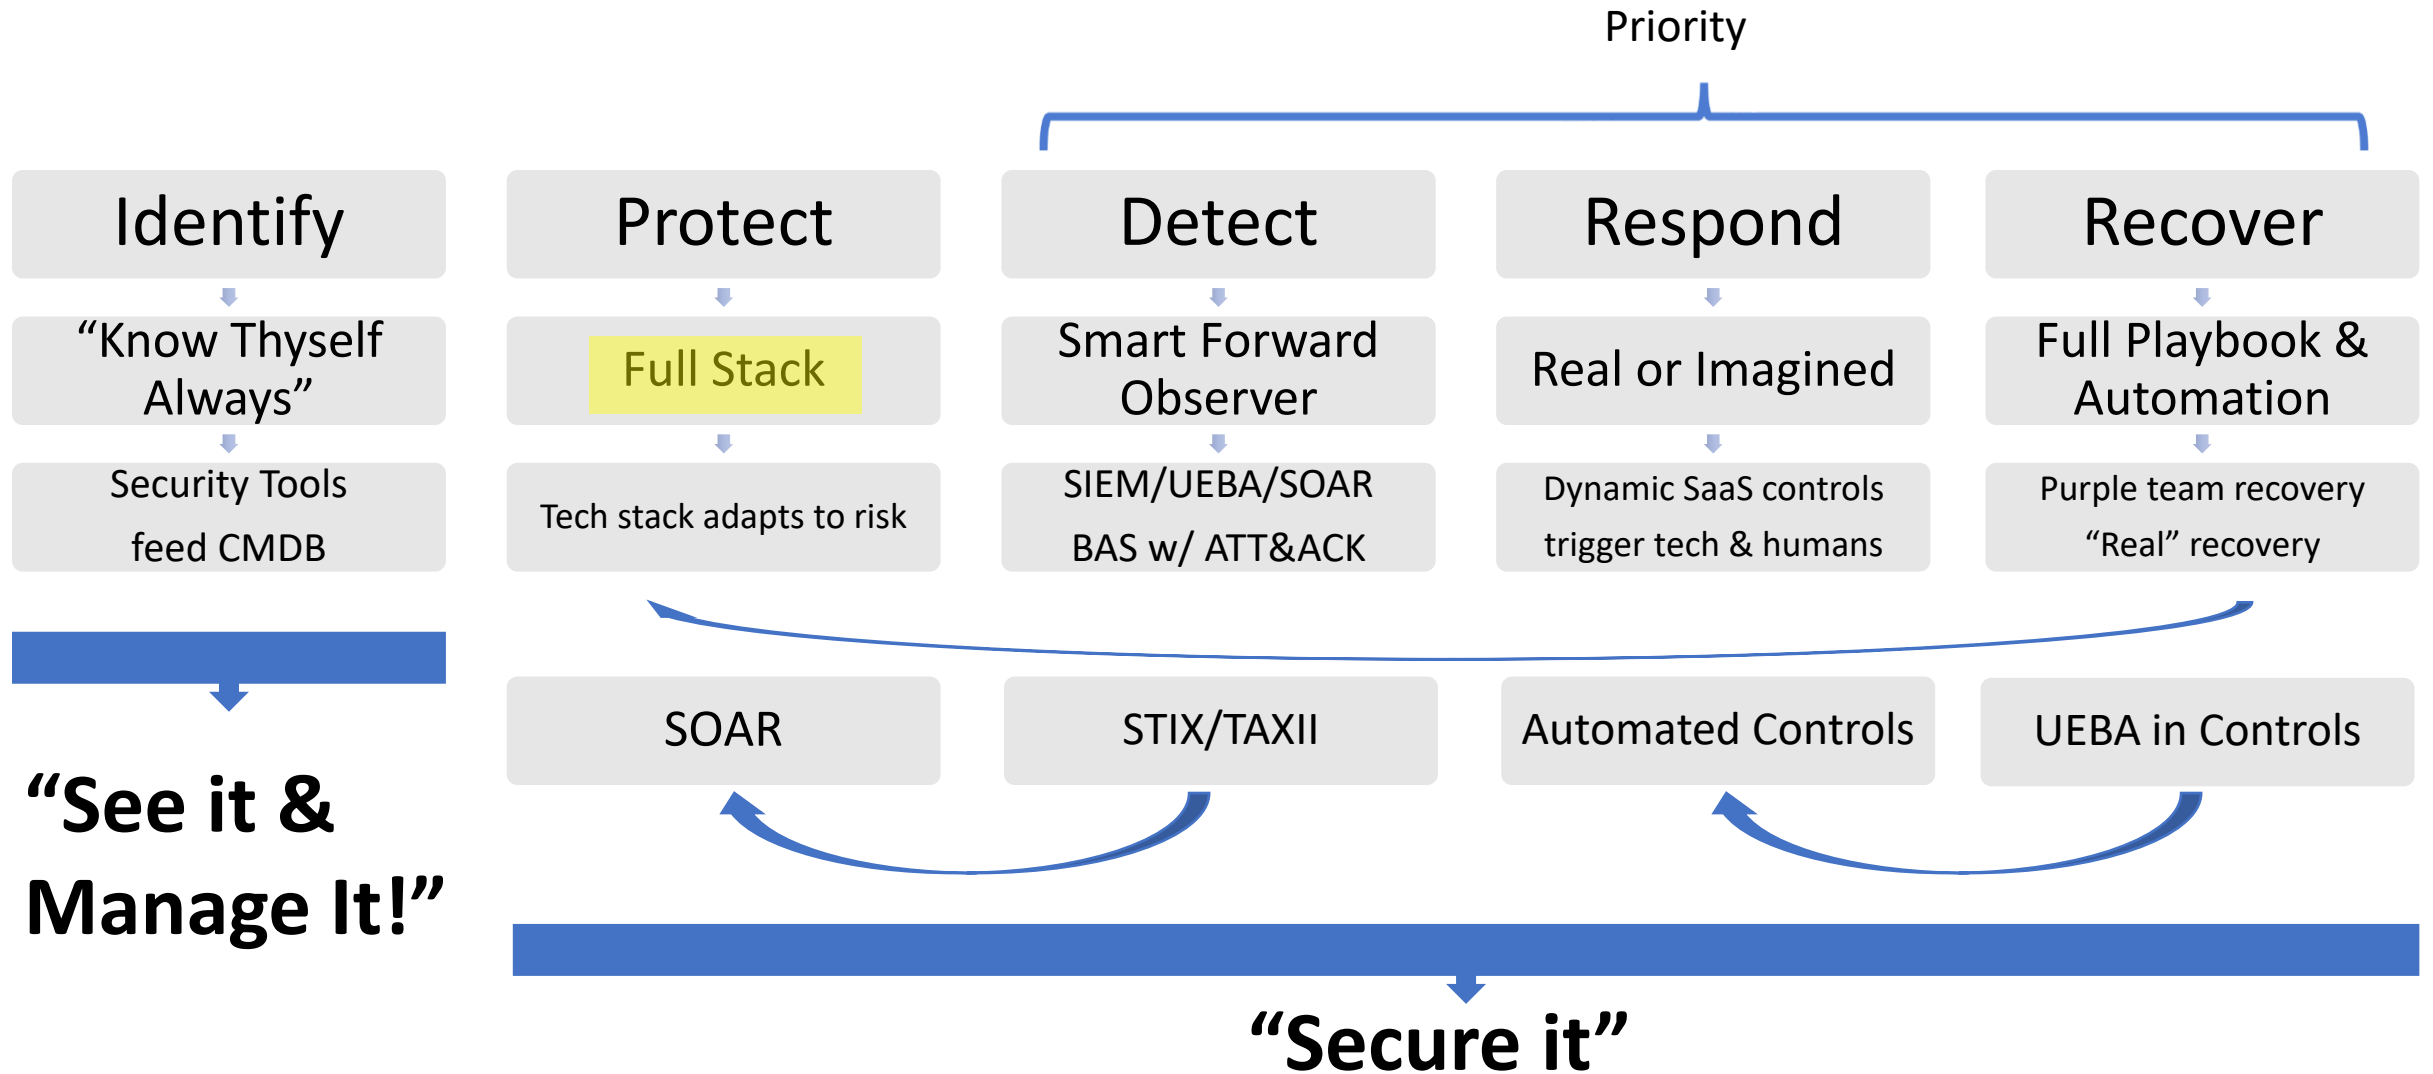 Priority
Identify
Protect
Detect
Respond
Recover
“Know Thyself
Always”
Full Stack
Smart Forward
Observer
Real or Imagined
Full Playbook &
Automation
Security Tools
feed CMDB
Tech stack adapts to risk
SIEM/UEBA/SOAR
BAS w/ ATT&ACK
Dynamic SaaS controls
trigger tech & humans
Purple team recovery
“Real” recovery
SOAR
STIX/TAXII
Automated Controls
UEBA in Controls
“See it &
Manage It!”
“Secure it”